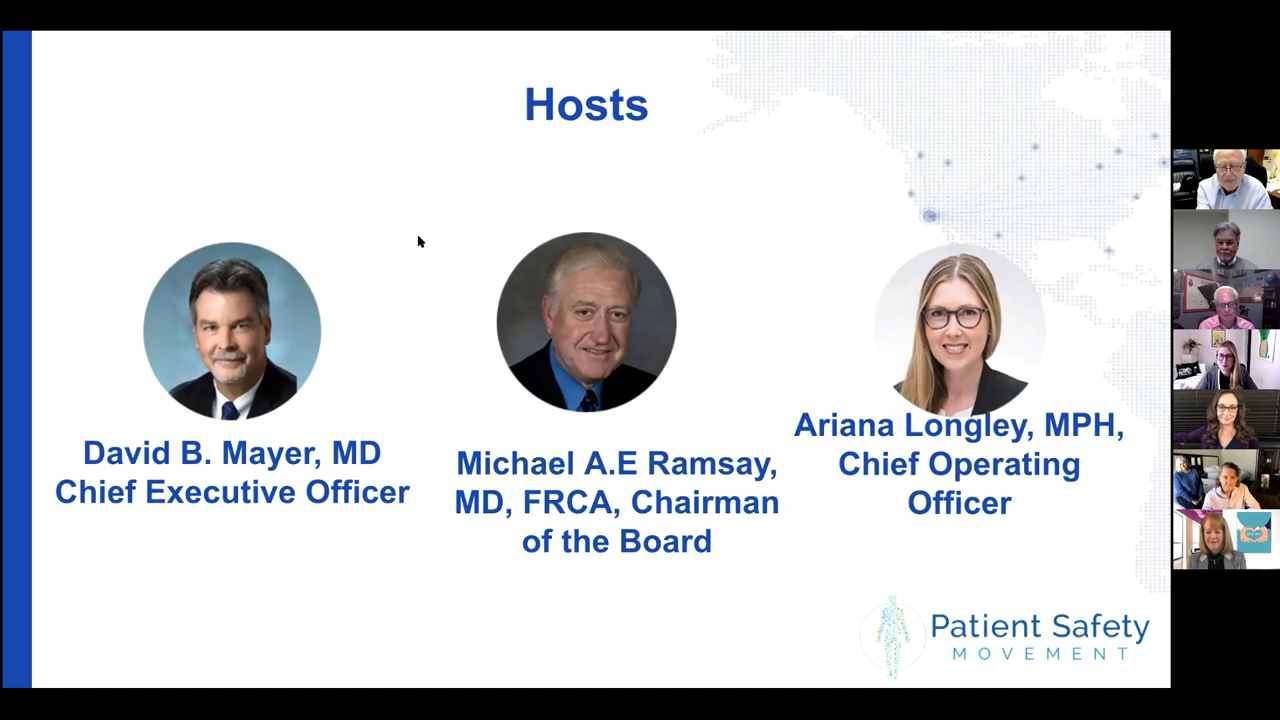 Hosts
David B. Mayer, MD
Chief Executive Officer
Michael A.E Ramsay,
MD, FRCA, Chairman
of the Board
Ariana Longley, MPH,
Chief Operating
Officer
Patient Safety
MOVEMENT